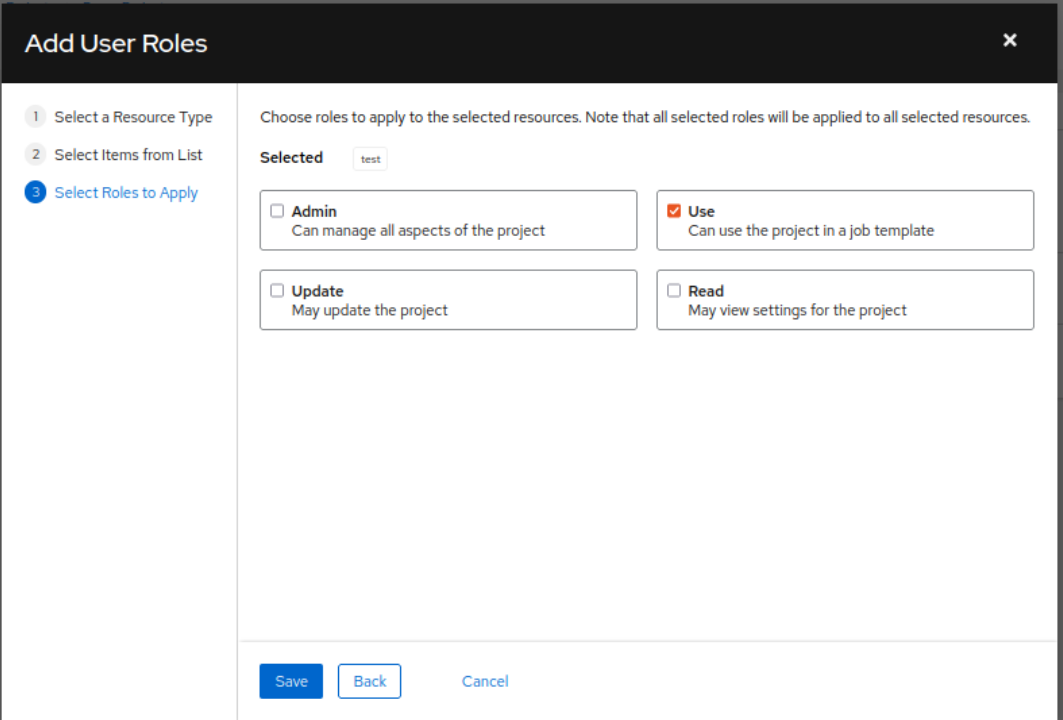 Add User Roles
1 Select a Resource Type
2 Select Items from List
3 Select Roles to Apply
Choose roles to apply to the selected resources. Note that all selected roles will be applied to all selected resources.
Selected test
Admin
Can manage all aspects of the project
Use
Can use the project in a job template
Update
May update the project
Read
May view settings for the project
Save Back Cancel